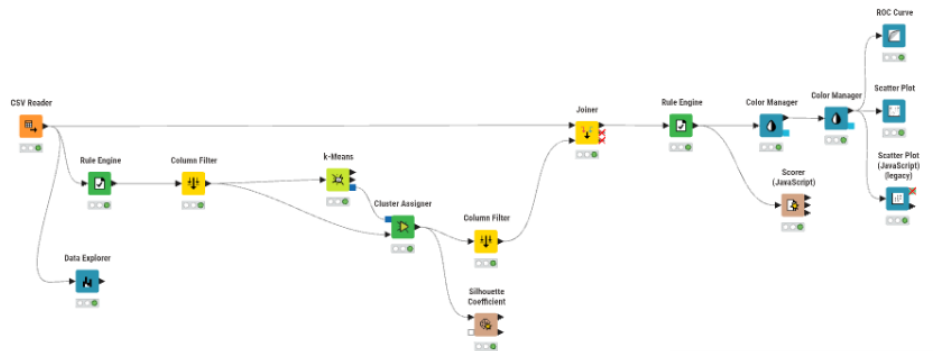 ROC Curve
CSV Reader
Joiner
Rule Engine
Color Manager
Color Manager
Scatter Plot
Rule Engine
Column Filter
k-Means
Scatter Plot
(JavaScript)
(legacy)
Scorer
(JavaScript)
Cluster Assigner
Column Filter
Data Explorer
Silhouette
Coefficient